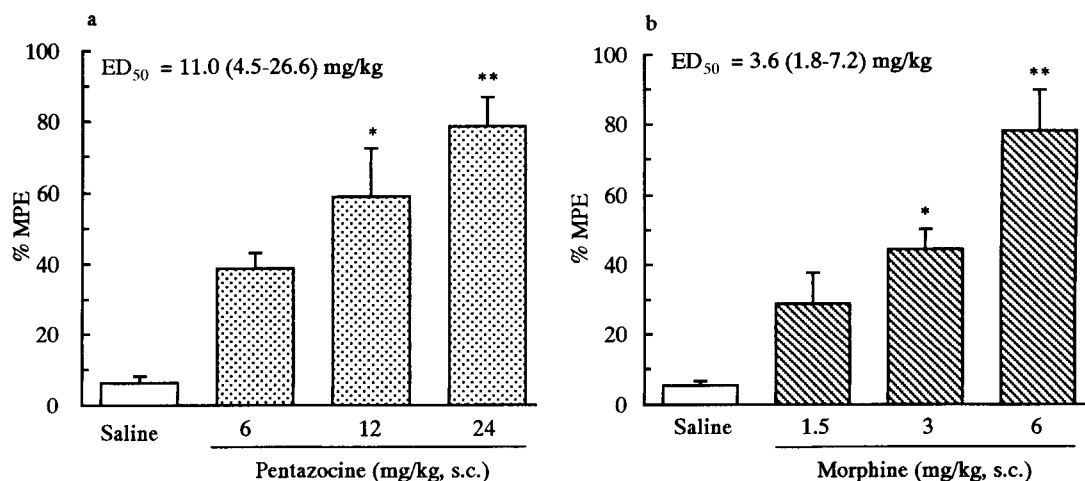 a
100
80
60
40
20
0
% MPE
ED50 = 11.0 (4.5-26.6) mg/kg
*
**
Saline
6
12
24
Pentazocine (mg/kg, s.c.)
b
100
80
60
40
20
0
% MPE
ED50 = 3.6 (1.8-7.2) mg/kg
*
**
Saline
1.5
3
6
Morphine (mg/kg, s.c.)